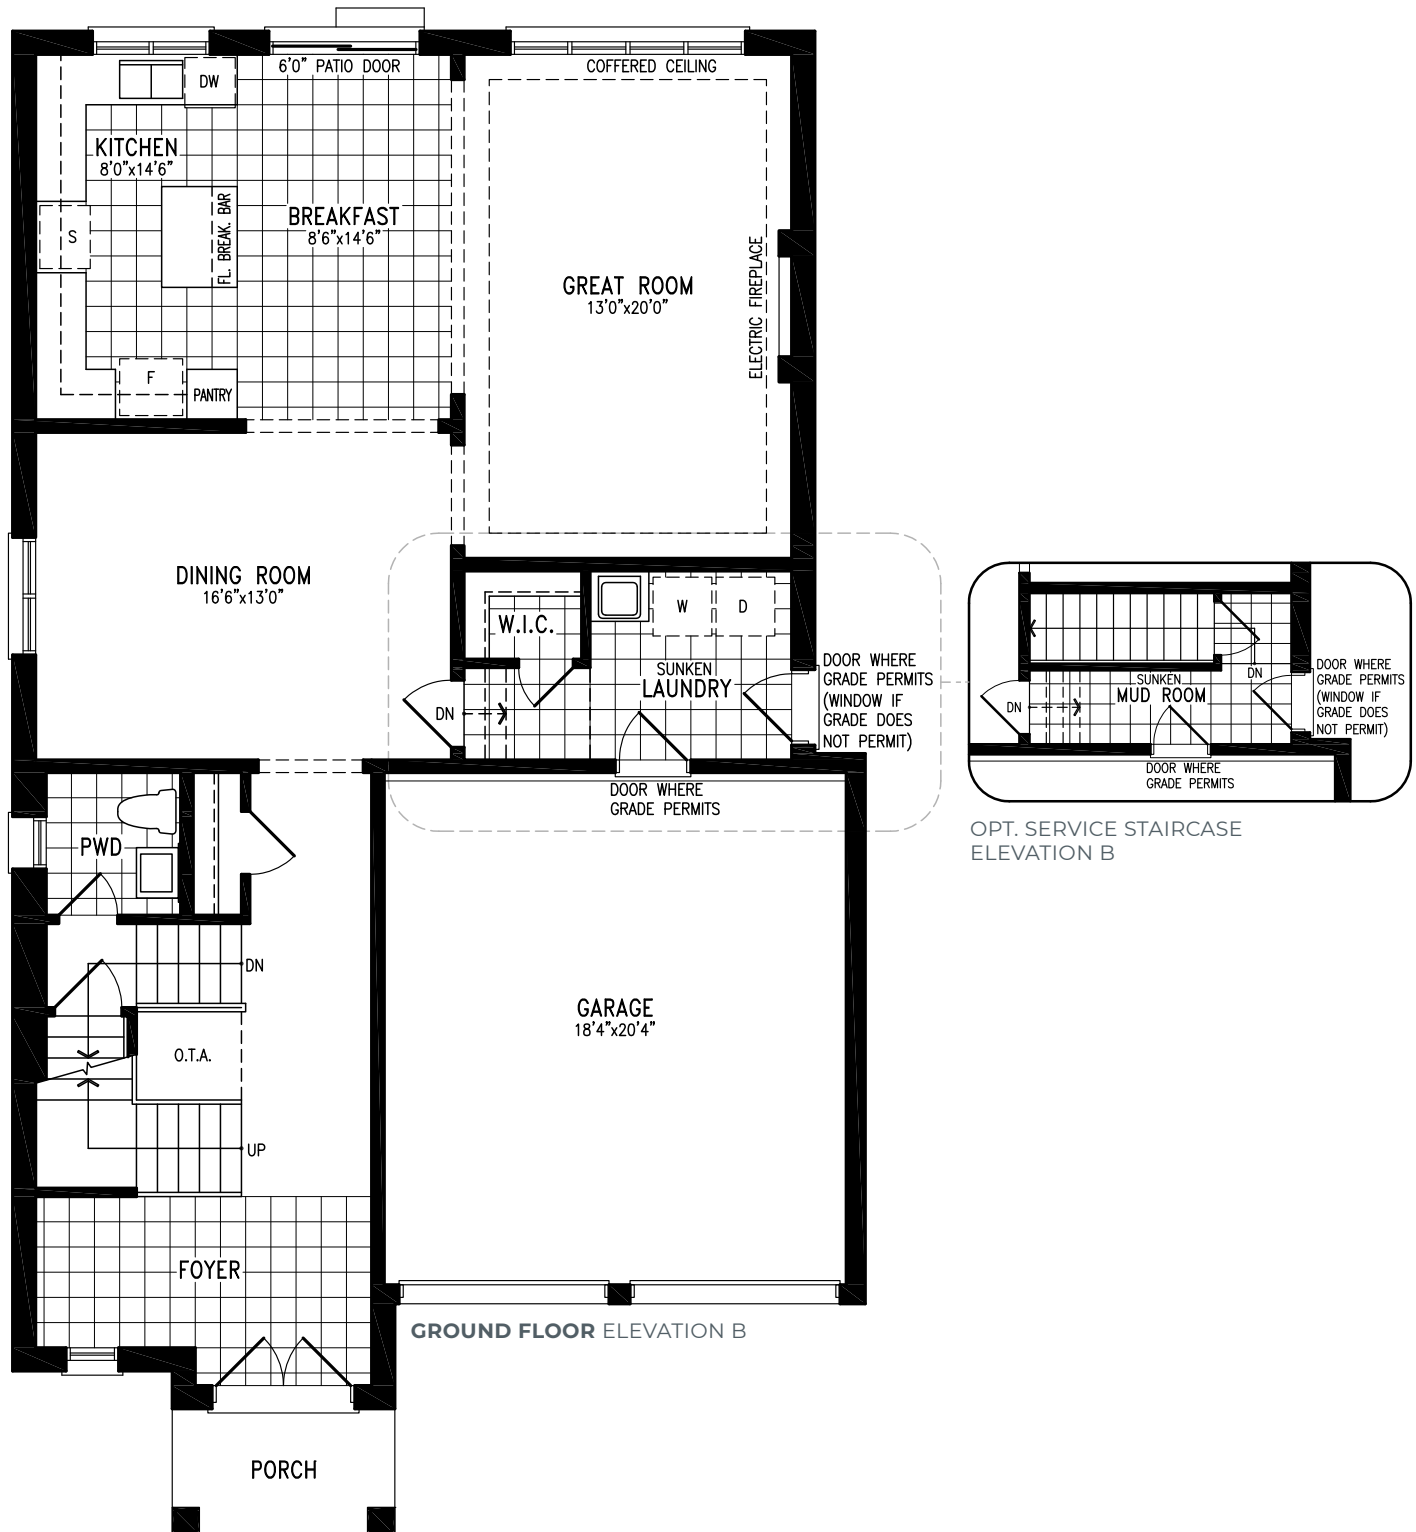 6'0" PATIO DOOR
COFFERED CEILING
DW
KITCHEN
8'0"x14'6"
BREAKFAST
8'6"x14'6"
S
FL. BREAK. BAR
GREAT ROOM
13'0"x20'0"
ELECTRIC FIREPLACE
F
PANTRY
DINING ROOM
16'6"x13'0"
W.I.C.
W
D
SUNKEN
LAUNDRY
DN
DOOR WHERE
GRADE PERMITS
(WINDOW IF
GRADE DOES
NOT PERMIT)
DOOR WHERE
GRADE PERMITS
DN
SUNKEN
MUD ROOM
DN
DOOR WHERE
GRADE PERMITS
(WINDOW IF
GRADE DOES
NOT PERMIT)
DOOR WHERE
GRADE PERMITS
OPT. SERVICE STAIRCASE
ELEVATION B
PWD
DN
O.T.A.
UP
GARAGE
18'4"x20'4"
FOYER
GROUND FLOOR ELEVATION B
PORCH